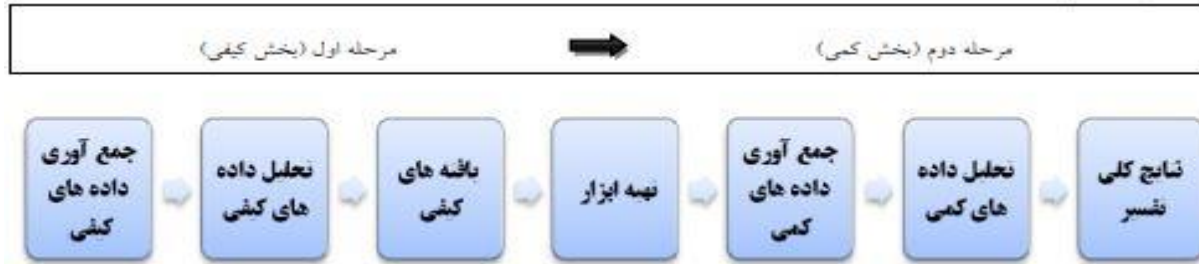 مرحله اول (بخش کیفی)
مرحله دوم (بخش کمی)
جمع آوری
داده های
کیفی
تحلیل داده
های کیفی
یافته های
کیفی
تهیه ابزار
جمع آوری
داده های
کمی
تحلیل داده
های کمی
نتایج کلی
تفسر